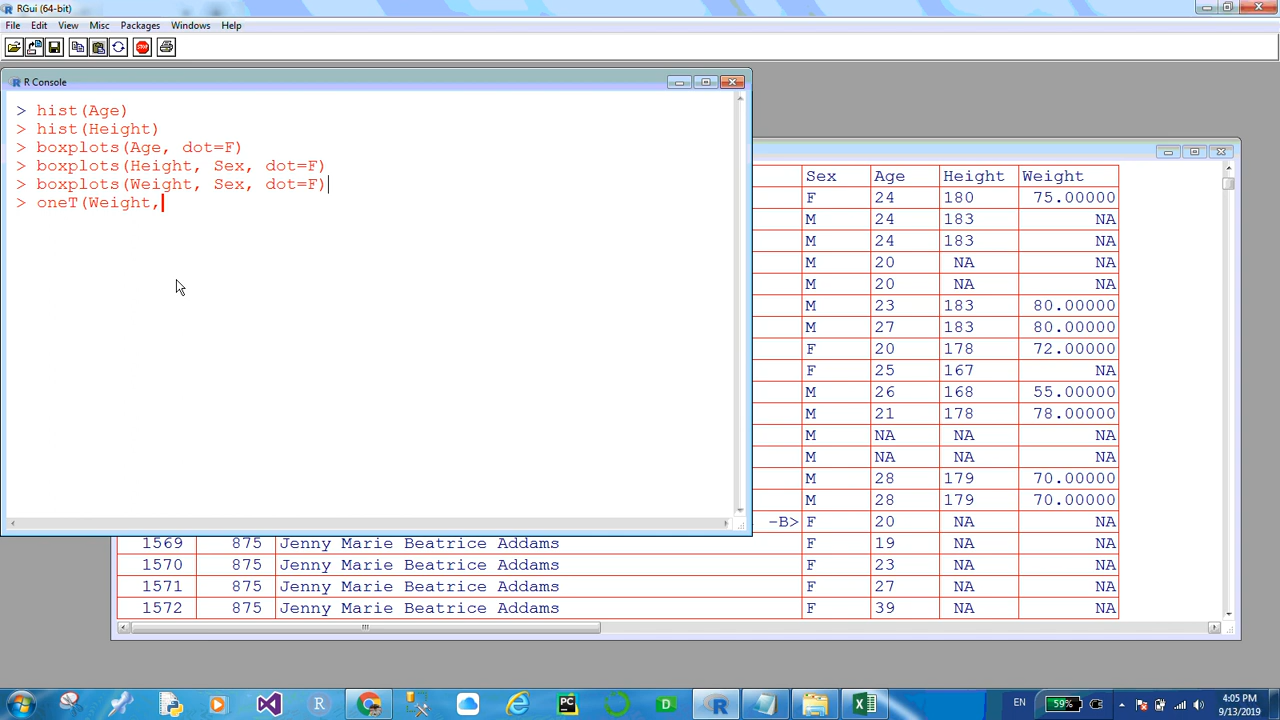 RGui (64-bit)
File Edit View Misc Packages Windows Help
R Console
> hist(Age)
> hist(Height)
> boxplots(Age, dot=F)
> boxplots(Height, Sex, dot=F)
> boxplots(Weight, Sex, dot=F)
> oneT(Weight,
Sex Age Height Weight
F 24 180 75.00000
M 24 183 NA
M 24 183 NA
M 20 NA NA
M 20 NA NA
M 23 183 80.00000
M 27 183 80.00000
F 20 178 72.00000
F 25 167 NA
M 26 168 55.00000
M 21 178 78.00000
M NA NA NA
M NA NA NA
M 28 179 70.00000
M 28 179 70.00000
-B> F 20 NA NA
1569 875 Jenny Marie Beatrice Addams F 19 NA NA
1570 875 Jenny Marie Beatrice Addams F 23 NA NA
1571 875 Jenny Marie Beatrice Addams F 27 NA NA
1572 875 Jenny Marie Beatrice Addams F 39 NA NA
EN 59% 4:05 PM
9/13/2019